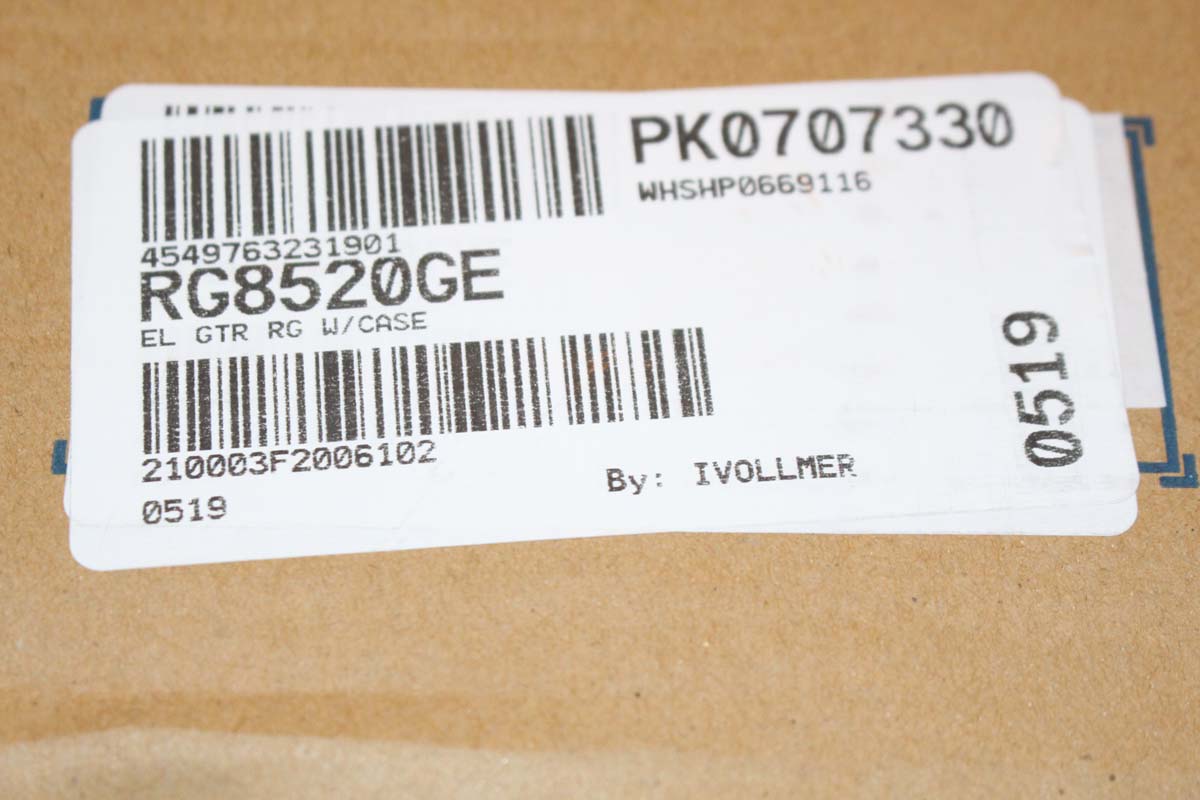 PK0707330
WHSHP0669116
4549763231901
RG8520GE
EL GTR RG W/CASE
210003F2006102
0519
By: IVOLLMER
0519